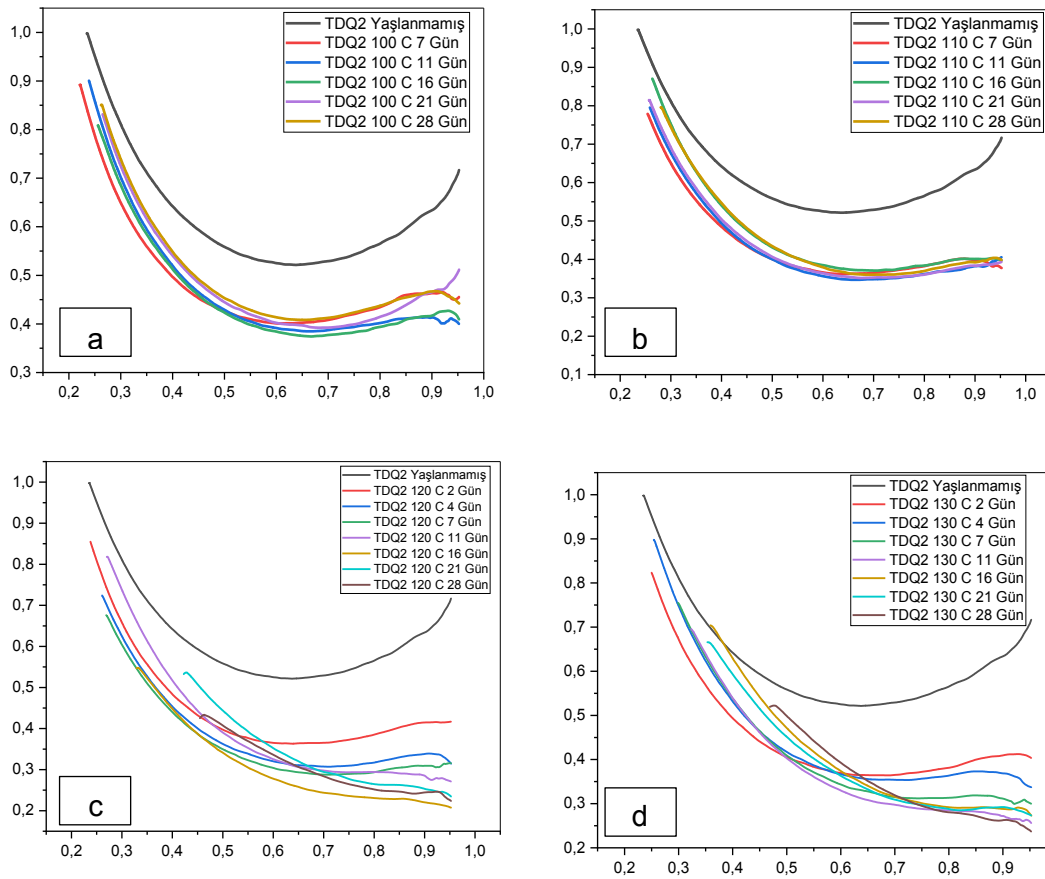 1,0
0,9
0,8
0,7
0,6
0,5
0,4
0,3
0,2 0,3 0,4 0,5 0,6 0,7 0,8 0,9 1,0
TDQ2 Yaşlanmamış
TDQ2 100 C 7 Gün
TDQ2 100 C 11 Gün
TDQ2 100 C 16 Gün
TDQ2 100 C 21 Gün
TDQ2 100 C 28 Gün
a
1,0
0,9
0,8
0,7
0,6
0,5
0,4
0,3
0,2
0,1
0,2 0,3 0,4 0,5 0,6 0,7 0,8 0,9 1,0
TDQ2 Yaşlanmamış
TDQ2 110 C 7 Gün
TDQ2 110 C 11 Gün
TDQ2 110 C 16 Gün
TDQ2 110 C 21 Gün
TDQ2 110 C 28 Gün
b
1,0
0,9
0,8
0,7
0,6
0,5
0,4
0,3
0,2
0,2 0,3 0,4 0,5 0,6 0,7 0,8 0,9 1,0
TDQ2 Yaşlanmamış
TDQ2 120 C 2 Gün
TDQ2 120 C 4 Gün
TDQ2 120 C 7 Gün
TDQ2 120 C 11 Gün
TDQ2 120 C 16 Gün
TDQ2 120 C 21 Gün
TDQ2 120 C 28 Gün
c
1,0
0,9
0,8
0,7
0,6
0,5
0,4
0,3
0,2
0,2 0,3 0,4 0,5 0,6 0,7 0,8 0,9 1,0
TDQ2 Yaşlanmamış
TDQ2 130 C 2 Gün
TDQ2 130 C 4 Gün
TDQ2 130 C 7 Gün
TDQ2 130 C 11 Gün
TDQ2 130 C 16 Gün
TDQ2 130 C 21 Gün
TDQ2 130 C 28 Gün
d